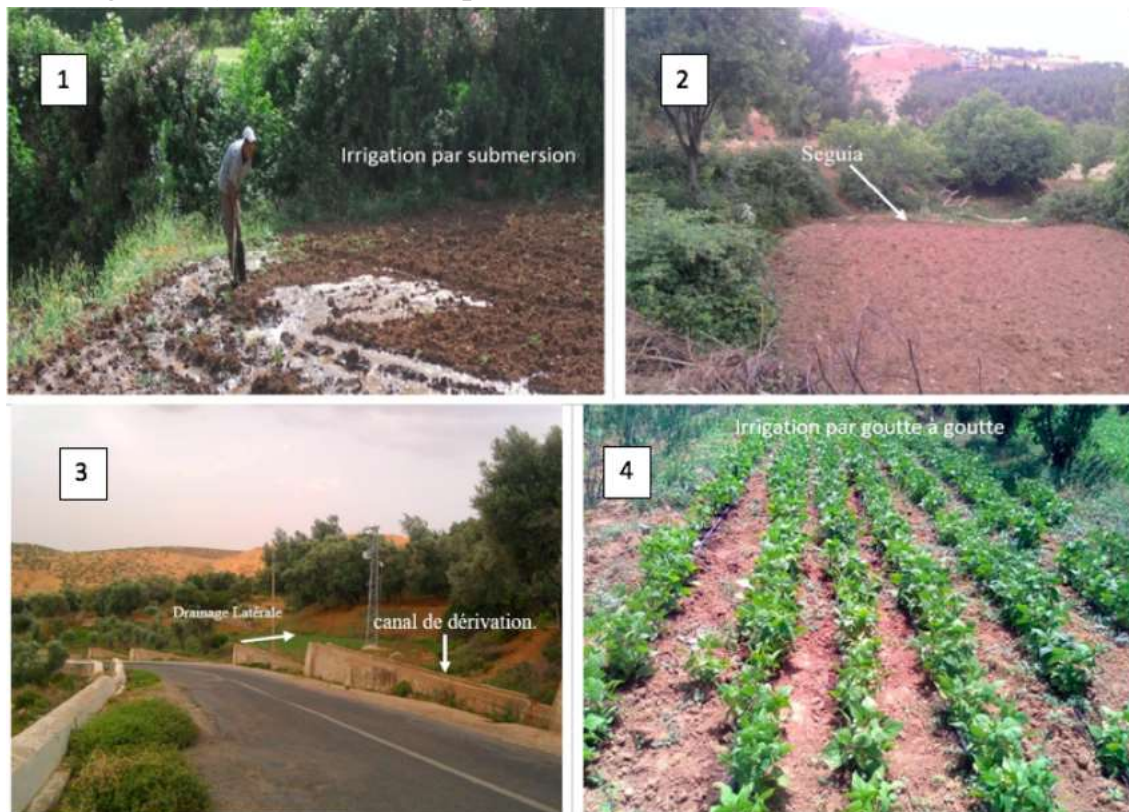 1
Irrigation par submersion
2
Seguia
3
Drainage Latérale
canal de dérivation.
4
Irrigation par goutte à goutte